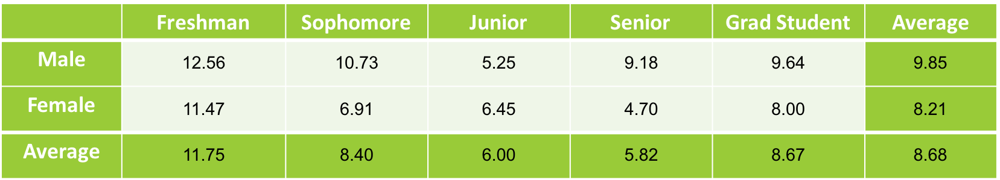 Freshman Sophomore Junior Senior Grad Student Average
Male 12.56 10.73 5.25 9.18 9.64 9.85
Female 11.47 6.91 6.45 4.70 8.00 8.21
Average 11.75 8.40 6.00 5.82 8.67 8.68